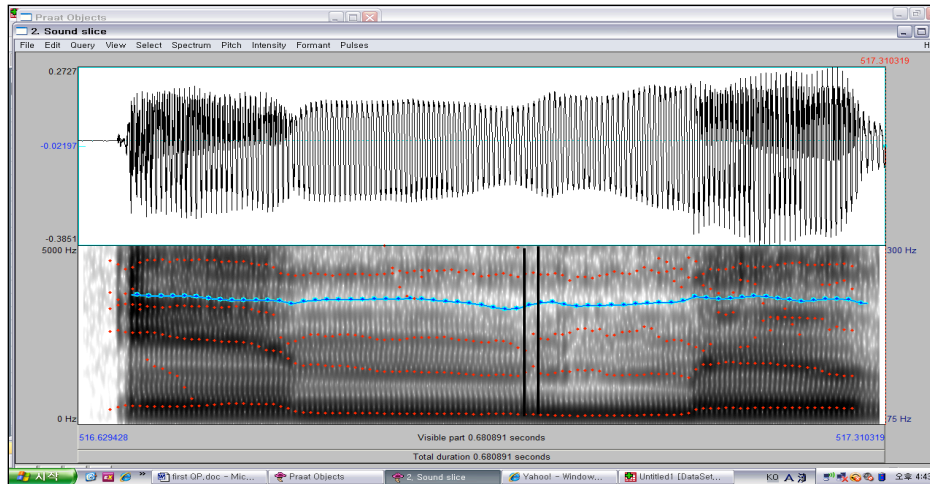 Praat Objects
2. Sound slice
File Edit Query View Select Spectrum Pitch Intensity Formant Pulses H
517.310319
0.2727
-0.02197
-0.3851
5000 Hz 300 Hz
0 Hz 75 Hz
516.629428 Visible part 0.680891 seconds 517.310319
Total duration 0.680891 seconds
시작 first QP.doc - Mic... Praat Objects 2. Sound slice Yahoo! - Window... Untitled1 [DataSet... KO A 오후 4:43